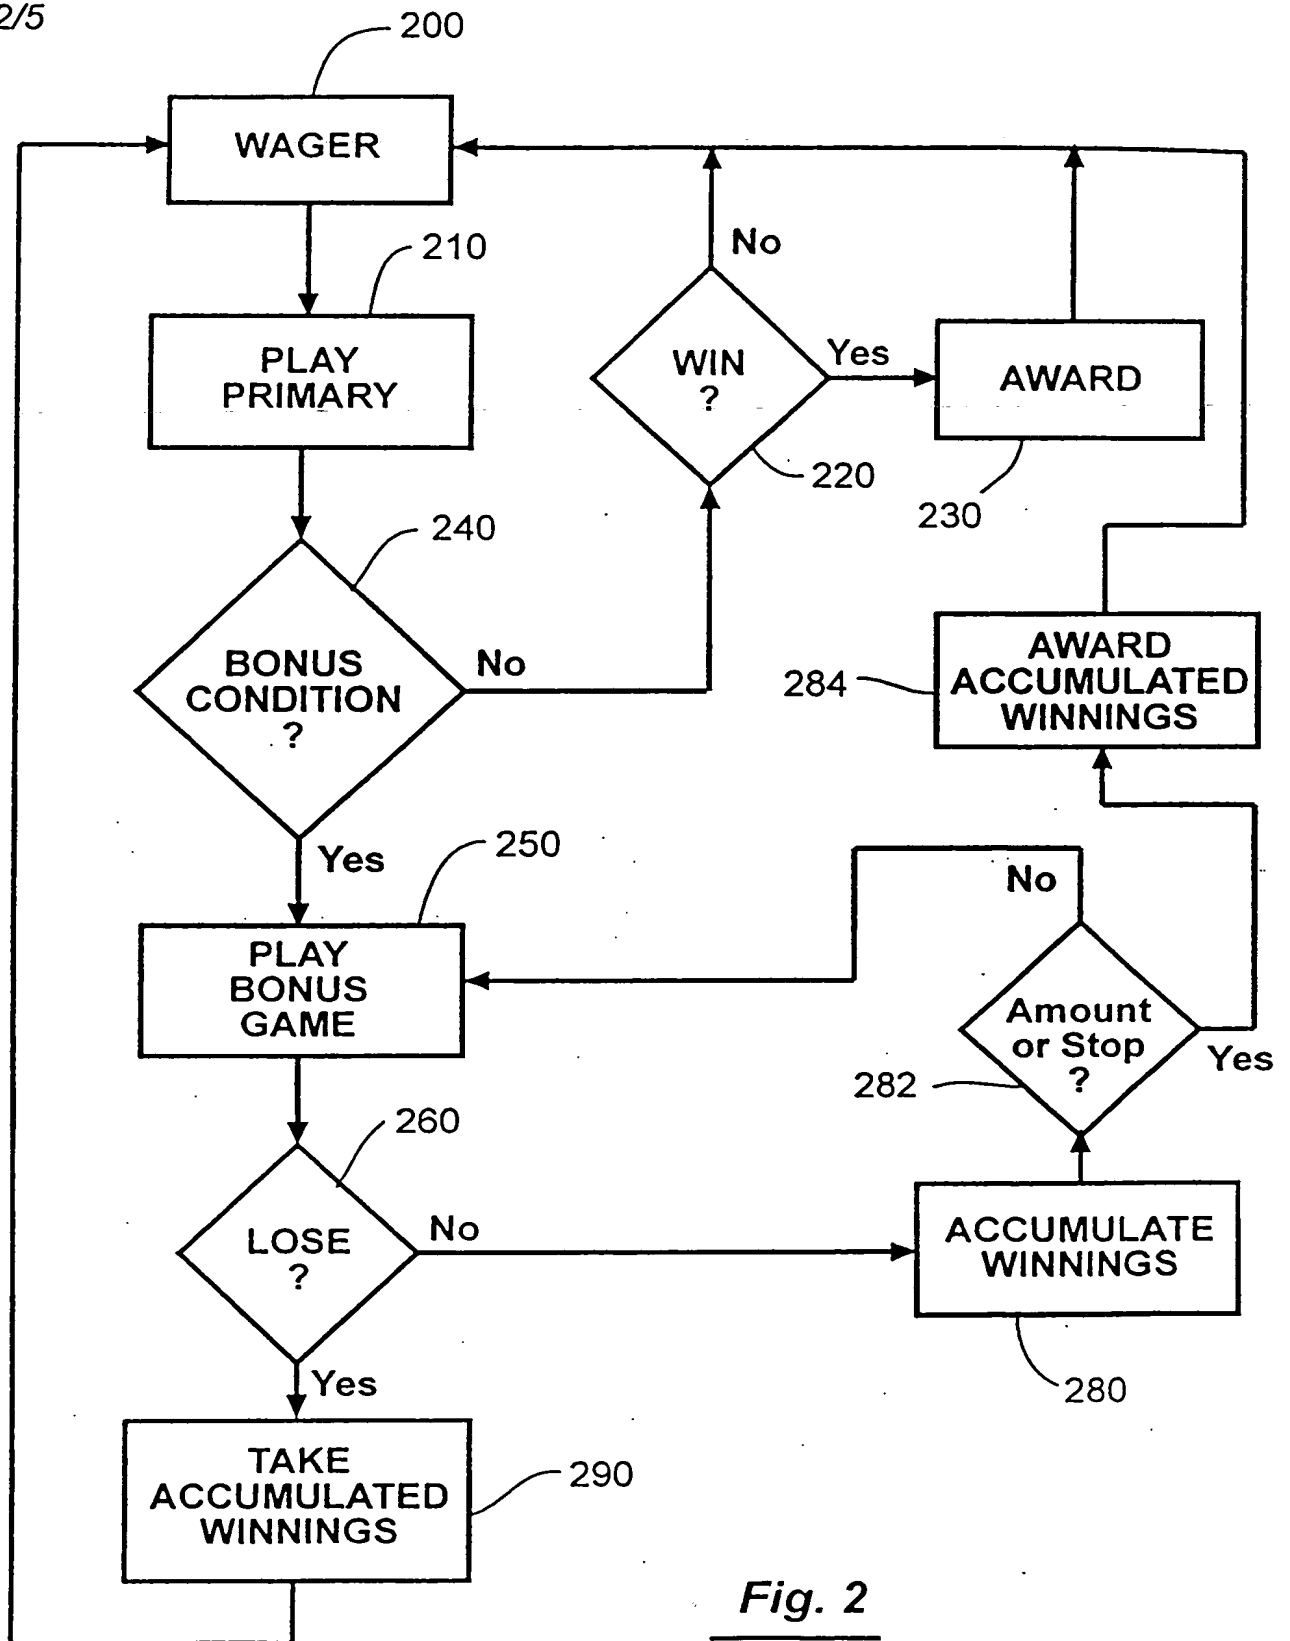 2/5
200
WAGER
210
PLAY
PRIMARY
No
WIN
?
Yes
AWARD
220
230
240
BONUS
CONDITION
?
No
Yes
AWARD
ACCUMULATED
WINNINGS
284
250
PLAY
BONUS
GAME
No
Amount
or Stop
?
Yes
282
260
LOSE
?
No
Yes
ACCUMULATE
WINNINGS
280
TAKE
ACCUMULATED
WINNINGS
290
Fig. 2